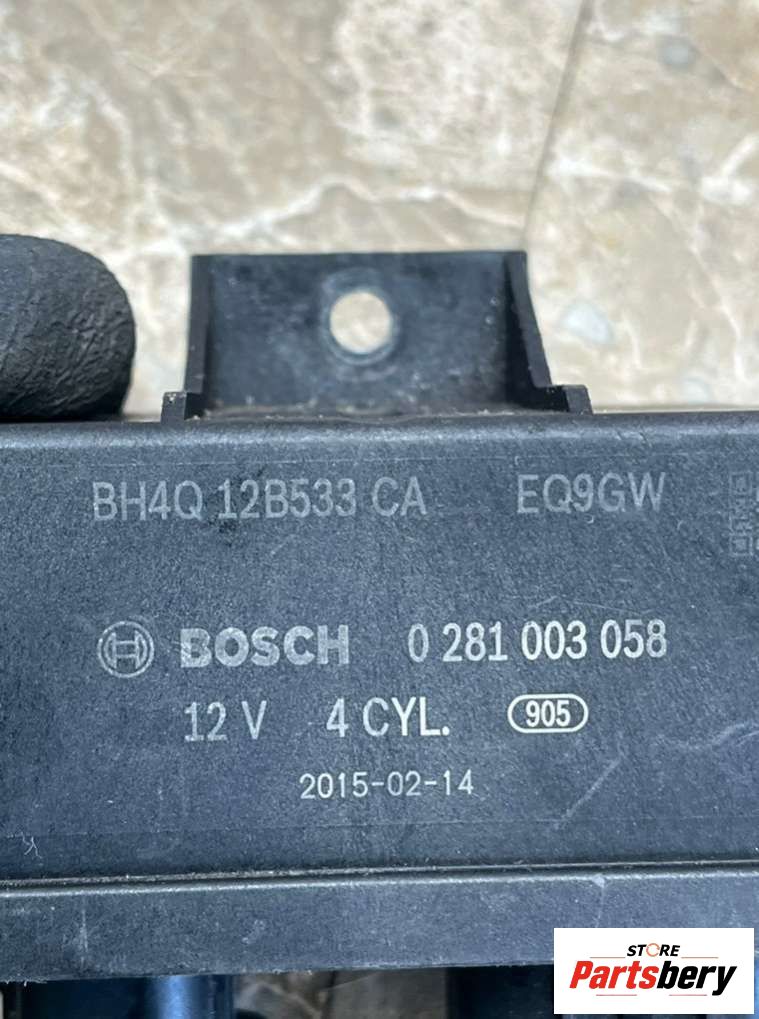 BH4Q 12B533 CA EQ9GW
BOSCH 0 281 003 058
12 V 4 CYL. 905
2015-02-14
STORE
Partsbery